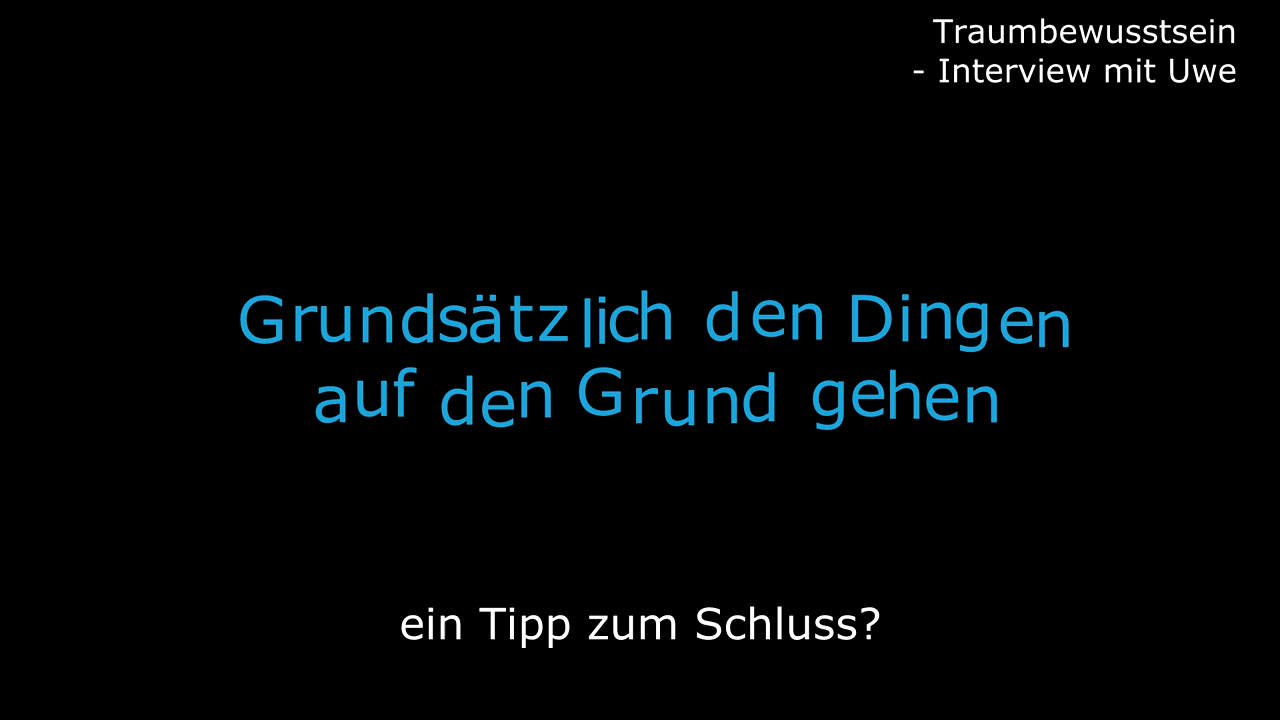 Traumbewusstsein
- Interview mit Uwe
Grundsätzlich den Dingen
auf den Grund gehen
ein Tipp zum Schluss?